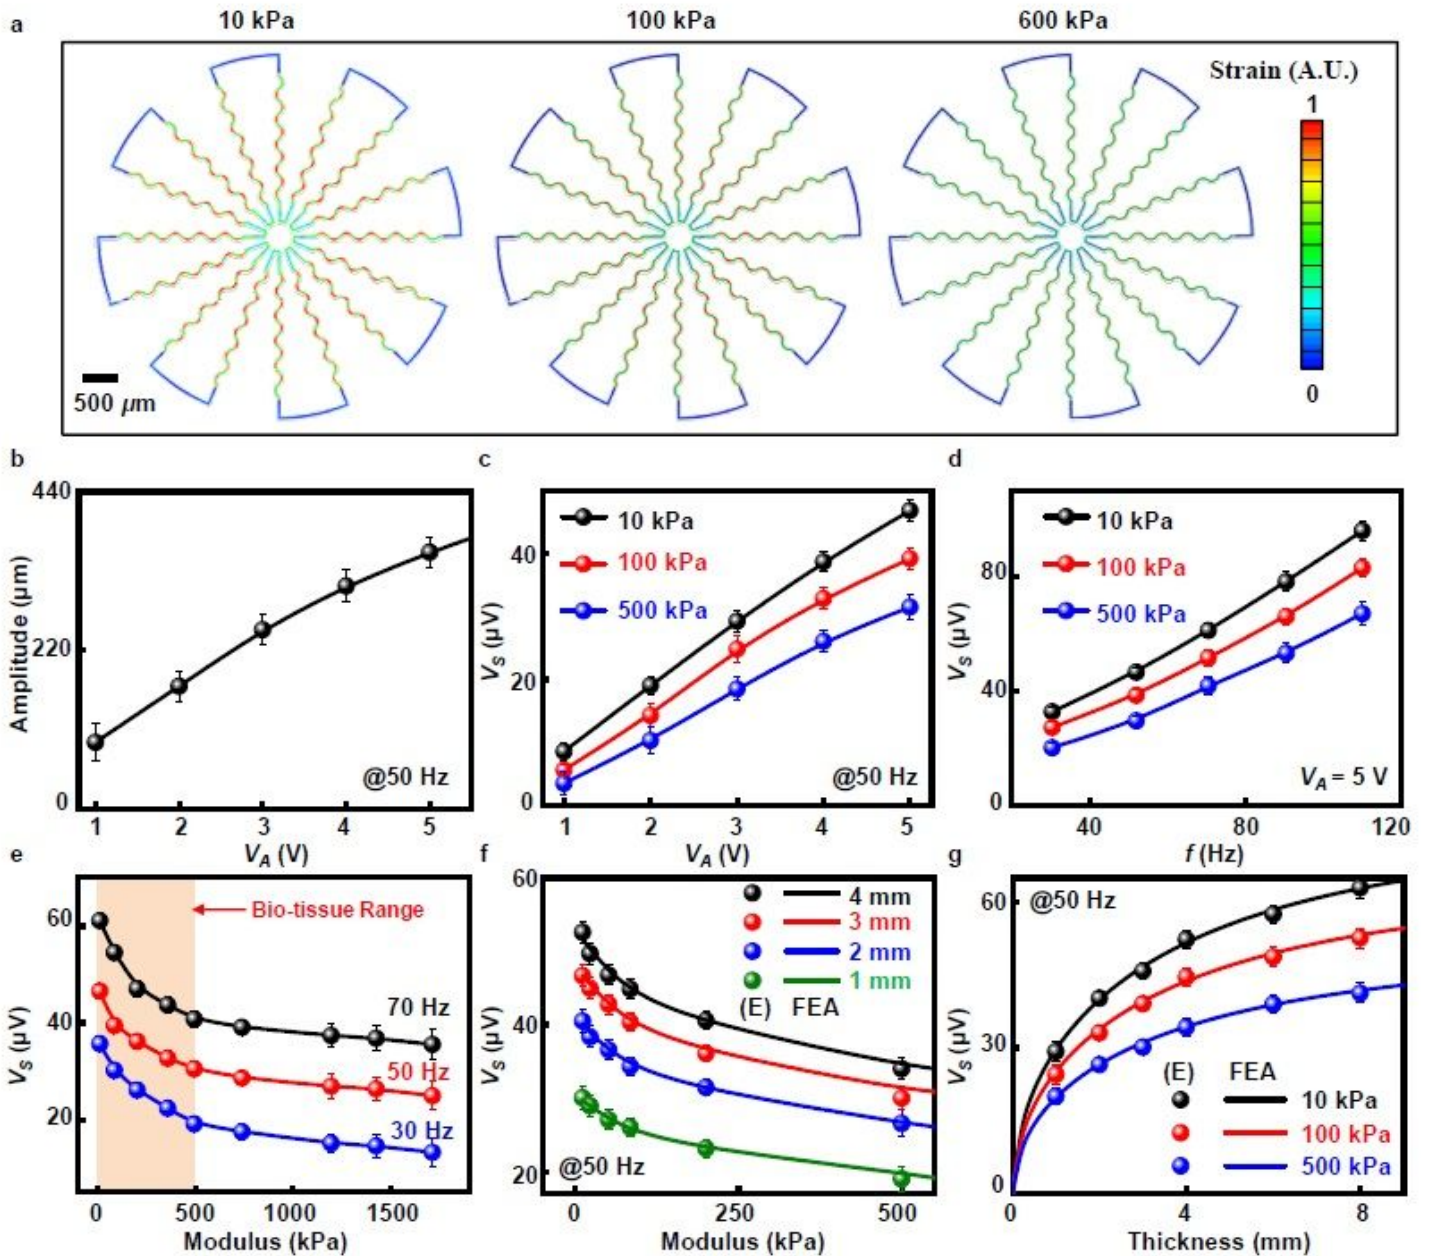 a
10 kPa 100 kPa 600 kPa
Strain (A.U.)
1
0
500 µm
b
440
220
0
Amplitude (µm)
@50 Hz
1 2 3 4 5
V_A (V)
c
10 kPa
100 kPa
500 kPa
40
20
0
V_S (µV)
@50 Hz
1 2 3 4 5
V_A (V)
d
10 kPa
100 kPa
500 kPa
80
40
0
V_S (µV)
V_A = 5 V
40 80 120
f (Hz)
e
Bio-tissue Range
60
40
20
V_S (µV)
70 Hz
50 Hz
30 Hz
0 500 1000 1500
Modulus (kPa)
f
60
40
20
V_S (µV)
4 mm
3 mm
2 mm
1 mm
(E) FEA
@50 Hz
0 250 500
Modulus (kPa)
g
@50 Hz
60
30
0
V_S (µV)
(E) FEA
10 kPa
100 kPa
500 kPa
0 4 8
Thickness (mm)